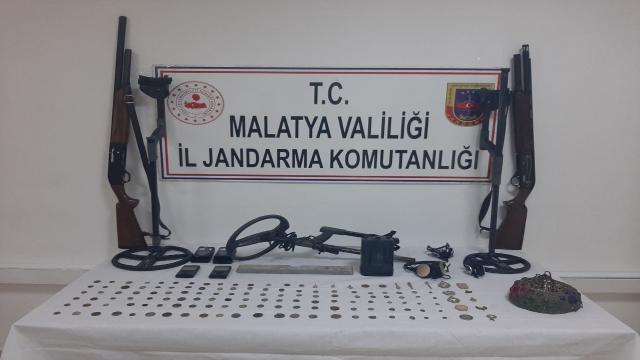 T.C.
MALATYA VALİLİĞİ
İL JANDARMA KOMUTANLIĞI